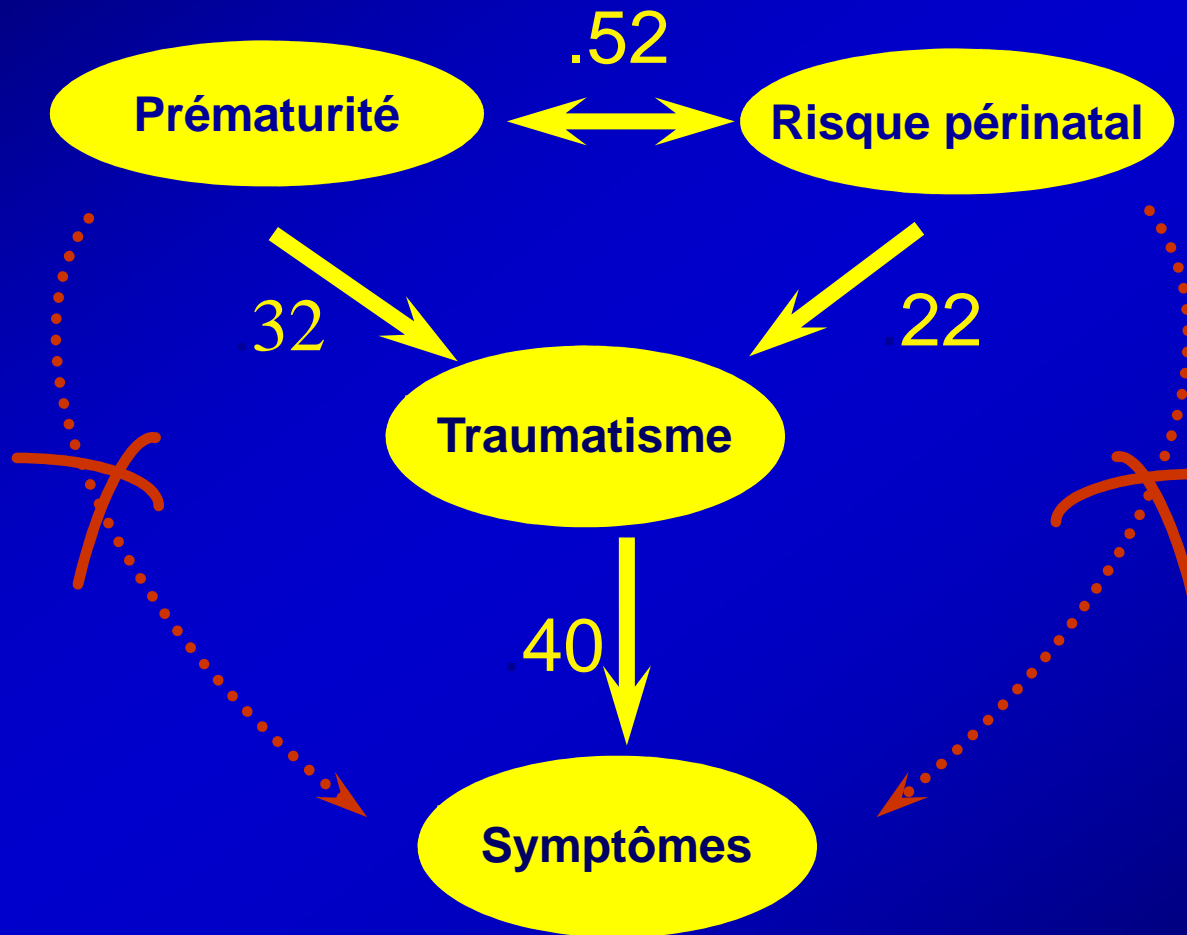 .52
Prématurité
Risque périnatal
.32
.22
Traumatisme
.40
Symptômes